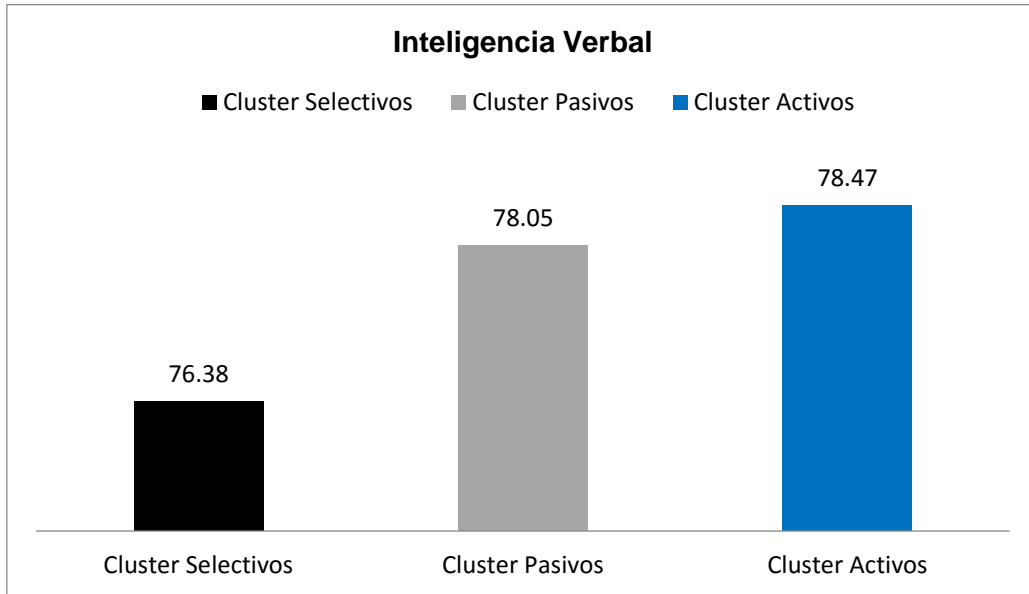 Inteligencia Verbal
Cluster Selectivos Cluster Pasivos Cluster Activos
78.47
78.05
76.38
Cluster Selectivos Cluster Pasivos Cluster Activos